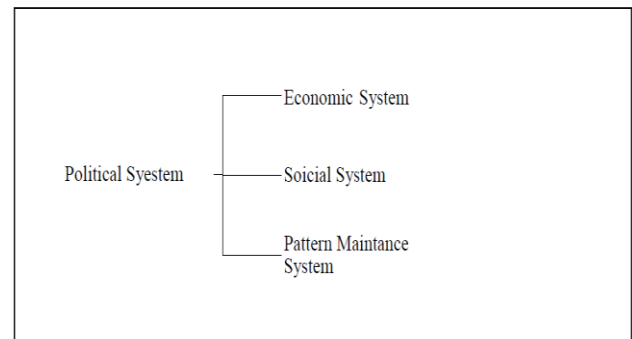 Economic System
Political Syestem
Soicial System
Pattern Maintance
System